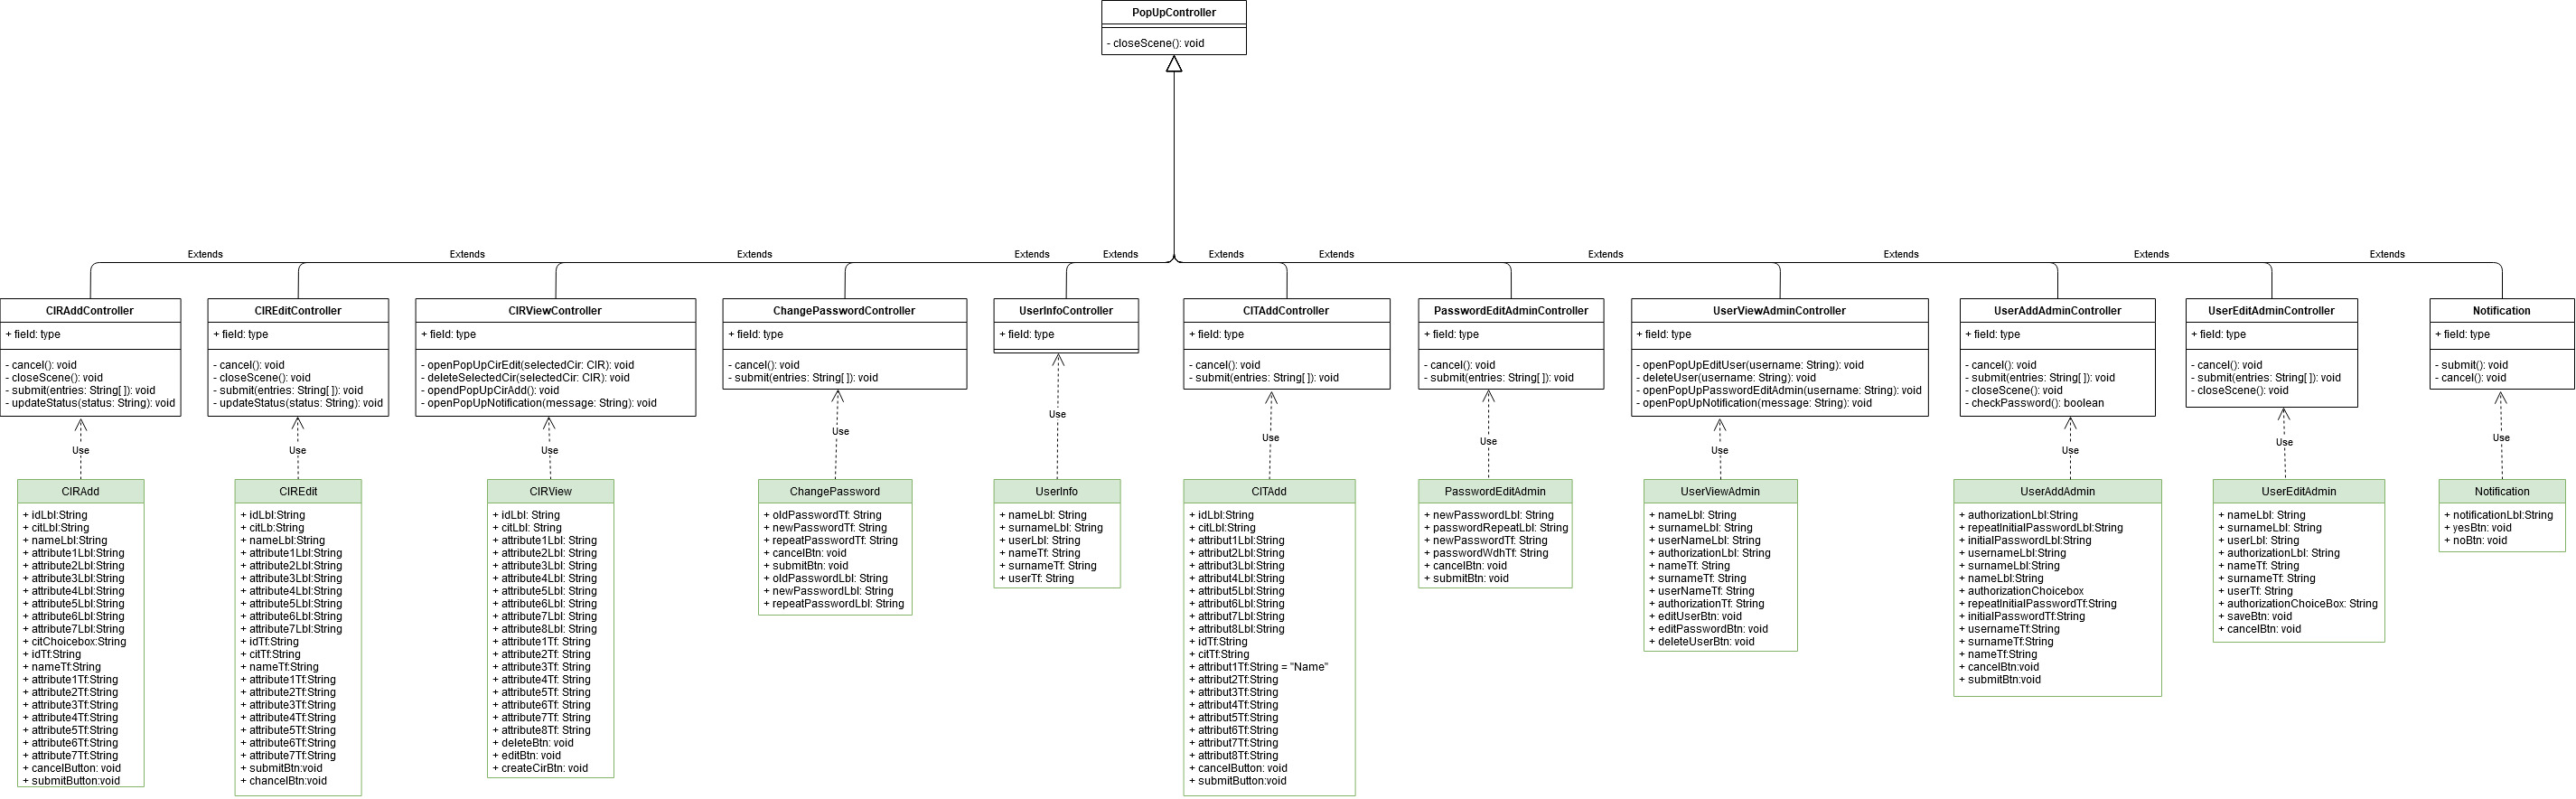 PopUpController
- closeScene(): void
Extends
Extends
Extends
Extends
Extends
Extends
Extends
Extends
Extends
Extends
Extends
CIRAddController
+ field: type
- cancel(): void
- closeScene(): void
- submit(entries: String[ ]): void
- updateStatus(status: String): void
CIREditController
+ field: type
- cancel(): void
- closeScene(): void
- submit(entries: String[ ]): void
- updateStatus(status: String): void
CIRViewController
+ field: type
- openPopUpCirEdit(selectedCir: CIR): void
- deleteSelectedCir(selectedCir: CIR): void
- opendPopUpCirAdd(): void
- openPopUpNotification(message: String): void
ChangePasswordController
+ field: type
- cancel(): void
- submit(entries: String[ ]): void
UserInfoController
+ field: type
CITAddController
+ field: type
- cancel(): void
- submit(entries: String[ ]): void
PasswordEditAdminController
+ field: type
- cancel(): void
- submit(entries: String[ ]): void
UserViewAdminController
+ field: type
- openPopUpEditUser(username: String): void
- deleteUser(username: String): void
- openPopUpPasswordEditAdmin(username: String): void
- openPopUpNotification(message: String): void
UserAddAdminController
+ field: type
- cancel(): void
- submit(entries: String[ ]): void
- closeScene(): void
- checkPassword(): boolean
UserEditAdminController
+ field: type
- cancel(): void
- submit(entries: String[ ]): void
- closeScene(): void
Notification
+ field: type
- submit(): void
- cancel(): void
Use
Use
Use
Use
Use
Use
Use
Use
Use
Use
Use
CIRAdd
+ idLbl:String
+ citLbl:String
+ nameLbl:String
+ attribute1Lbl:String
+ attribute2Lbl:String
+ attribute3Lbl:String
+ attribute4Lbl:String
+ attribute5Lbl:String
+ attribute6Lbl:String
+ attribute7Lbl:String
+ citChoicebox:String
+ idTf:String
+ nameTf:String
+ attribute1Tf:String
+ attribute2Tf:String
+ attribute3Tf:String
+ attribute4Tf:String
+ attribute5Tf:String
+ attribute6Tf:String
+ attribute7Tf:String
+ cancelButton: void
+ submitButton:void
CIREdit
+ idLbl:String
+ citLb:String
+ nameLbl:String
+ attribute1Lbl:String
+ attribute2Lbl:String
+ attribute3Lbl:String
+ attribute4Lbl:String
+ attribute5Lbl:String
+ attribute6Lbl:String
+ attribute7Lbl:String
+ idTf:String
+ citTf:String
+ nameTf:String
+ attribute1Tf:String
+ attribute2Tf:String
+ attribute3Tf:String
+ attribute4Tf:String
+ attribute5Tf:String
+ attribute6Tf:String
+ attribute7Tf:String
+ submitBtn:void
+ chancelBtn:void
CIRView
+ idLbl: String
+ citLbl: String
+ attribute1Lbl: String
+ attribute2Lbl: String
+ attribute3Lbl: String
+ attribute4Lbl: String
+ attribute5Lbl: String
+ attribute6Lbl: String
+ attribute7Lbl: String
+ attribute8Lbl: String
+ attribute1Tf: String
+ attribute2Tf: String
+ attribute3Tf: String
+ attribute4Tf: String
+ attribute5Tf: String
+ attribute6Tf: String
+ attribute7Tf: String
+ attribute8Tf: String
+ deleteBtn: void
+ editBtn: void
+ createCirBtn: void
ChangePassword
+ oldPasswordTf: String
+ newPasswordTf: String
+ repeatPasswordTf: String
+ cancelBtn: void
+ submitBtn: void
+ oldPasswordLbl: String
+ newPasswordLbl: String
+ repeatPasswordLbl: String
UserInfo
+ nameLbl: String
+ surnameLbl: String
+ userLbl: String
+ nameTf: String
+ surnameTf: String
+ userTf: String
CITAdd
+ idLbl:String
+ citLbl:String
+ attribut1Lbl:String
+ attribut2Lbl:String
+ attribut3Lbl:String
+ attribut4Lbl:String
+ attribut5Lbl:String
+ attribut6Lbl:String
+ attribut7Lbl:String
+ attribut8Lbl:String
+ idTf:String
+ citTf:String
+ attribut1Tf:String = "Name"
+ attribut2Tf:String
+ attribut3Tf:String
+ attribut4Tf:String
+ attribut5Tf:String
+ attribut6Tf:String
+ attribut7Tf:String
+ attribut8Tf:String
+ cancelButton: void
+ submitButton:void
PasswordEditAdmin
+ newPasswordLbl: String
+ passwordRepeatLbl: String
+ newPasswordTf: String
+ passwordWdhTf: String
+ cancelBtn: void
+ submitBtn: void
UserViewAdmin
+ nameLbl: String
+ surnameLbl: String
+ userNameLbl: String
+ authorizationLbl: String
+ nameTf: String
+ surnameTf: String
+ userNameTf: String
+ authorizationTf: String
+ editUserBtn: void
+ editPasswordBtn: void
+ deleteUserBtn: void
UserAddAdmin
+ authorizationLbl:String
+ repeatInitialPasswordLbl:String
+ initialPasswordLbl:String
+ usernameLbl:String
+ surnameLbl:String
+ nameLbl:String
+ authorizationChoicebox
+ repeatInitialPasswordTf:String
+ initialPasswordTf:String
+ usernameTf:String
+ surnameTf:String
+ nameTf:String
+ cancelBtn:void
+ submitBtn:void
UserEditAdmin
+ nameLbl: String
+ surnameLbl: String
+ userLbl: String
+ authorizationLbl: String
+ nameTf: String
+ surnameTf: String
+ userTf: String
+ authorizationChoiceBox: String
+ saveBtn: void
+ cancelBtn: void
Notification
+ notificationLbl:String
+ yesBtn: void
+ noBtn: void